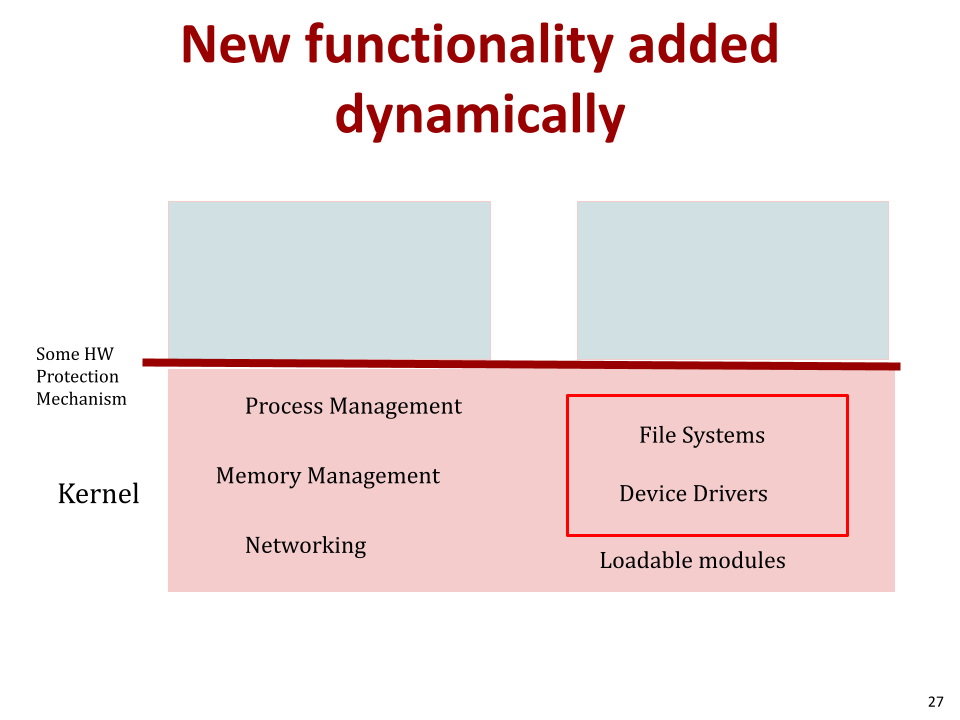 New functionality added
dynamically
Some HW
Protection
Mechanism
Kernel
Process Management
Memory Management
Networking
File Systems
Device Drivers
Loadable modules
27